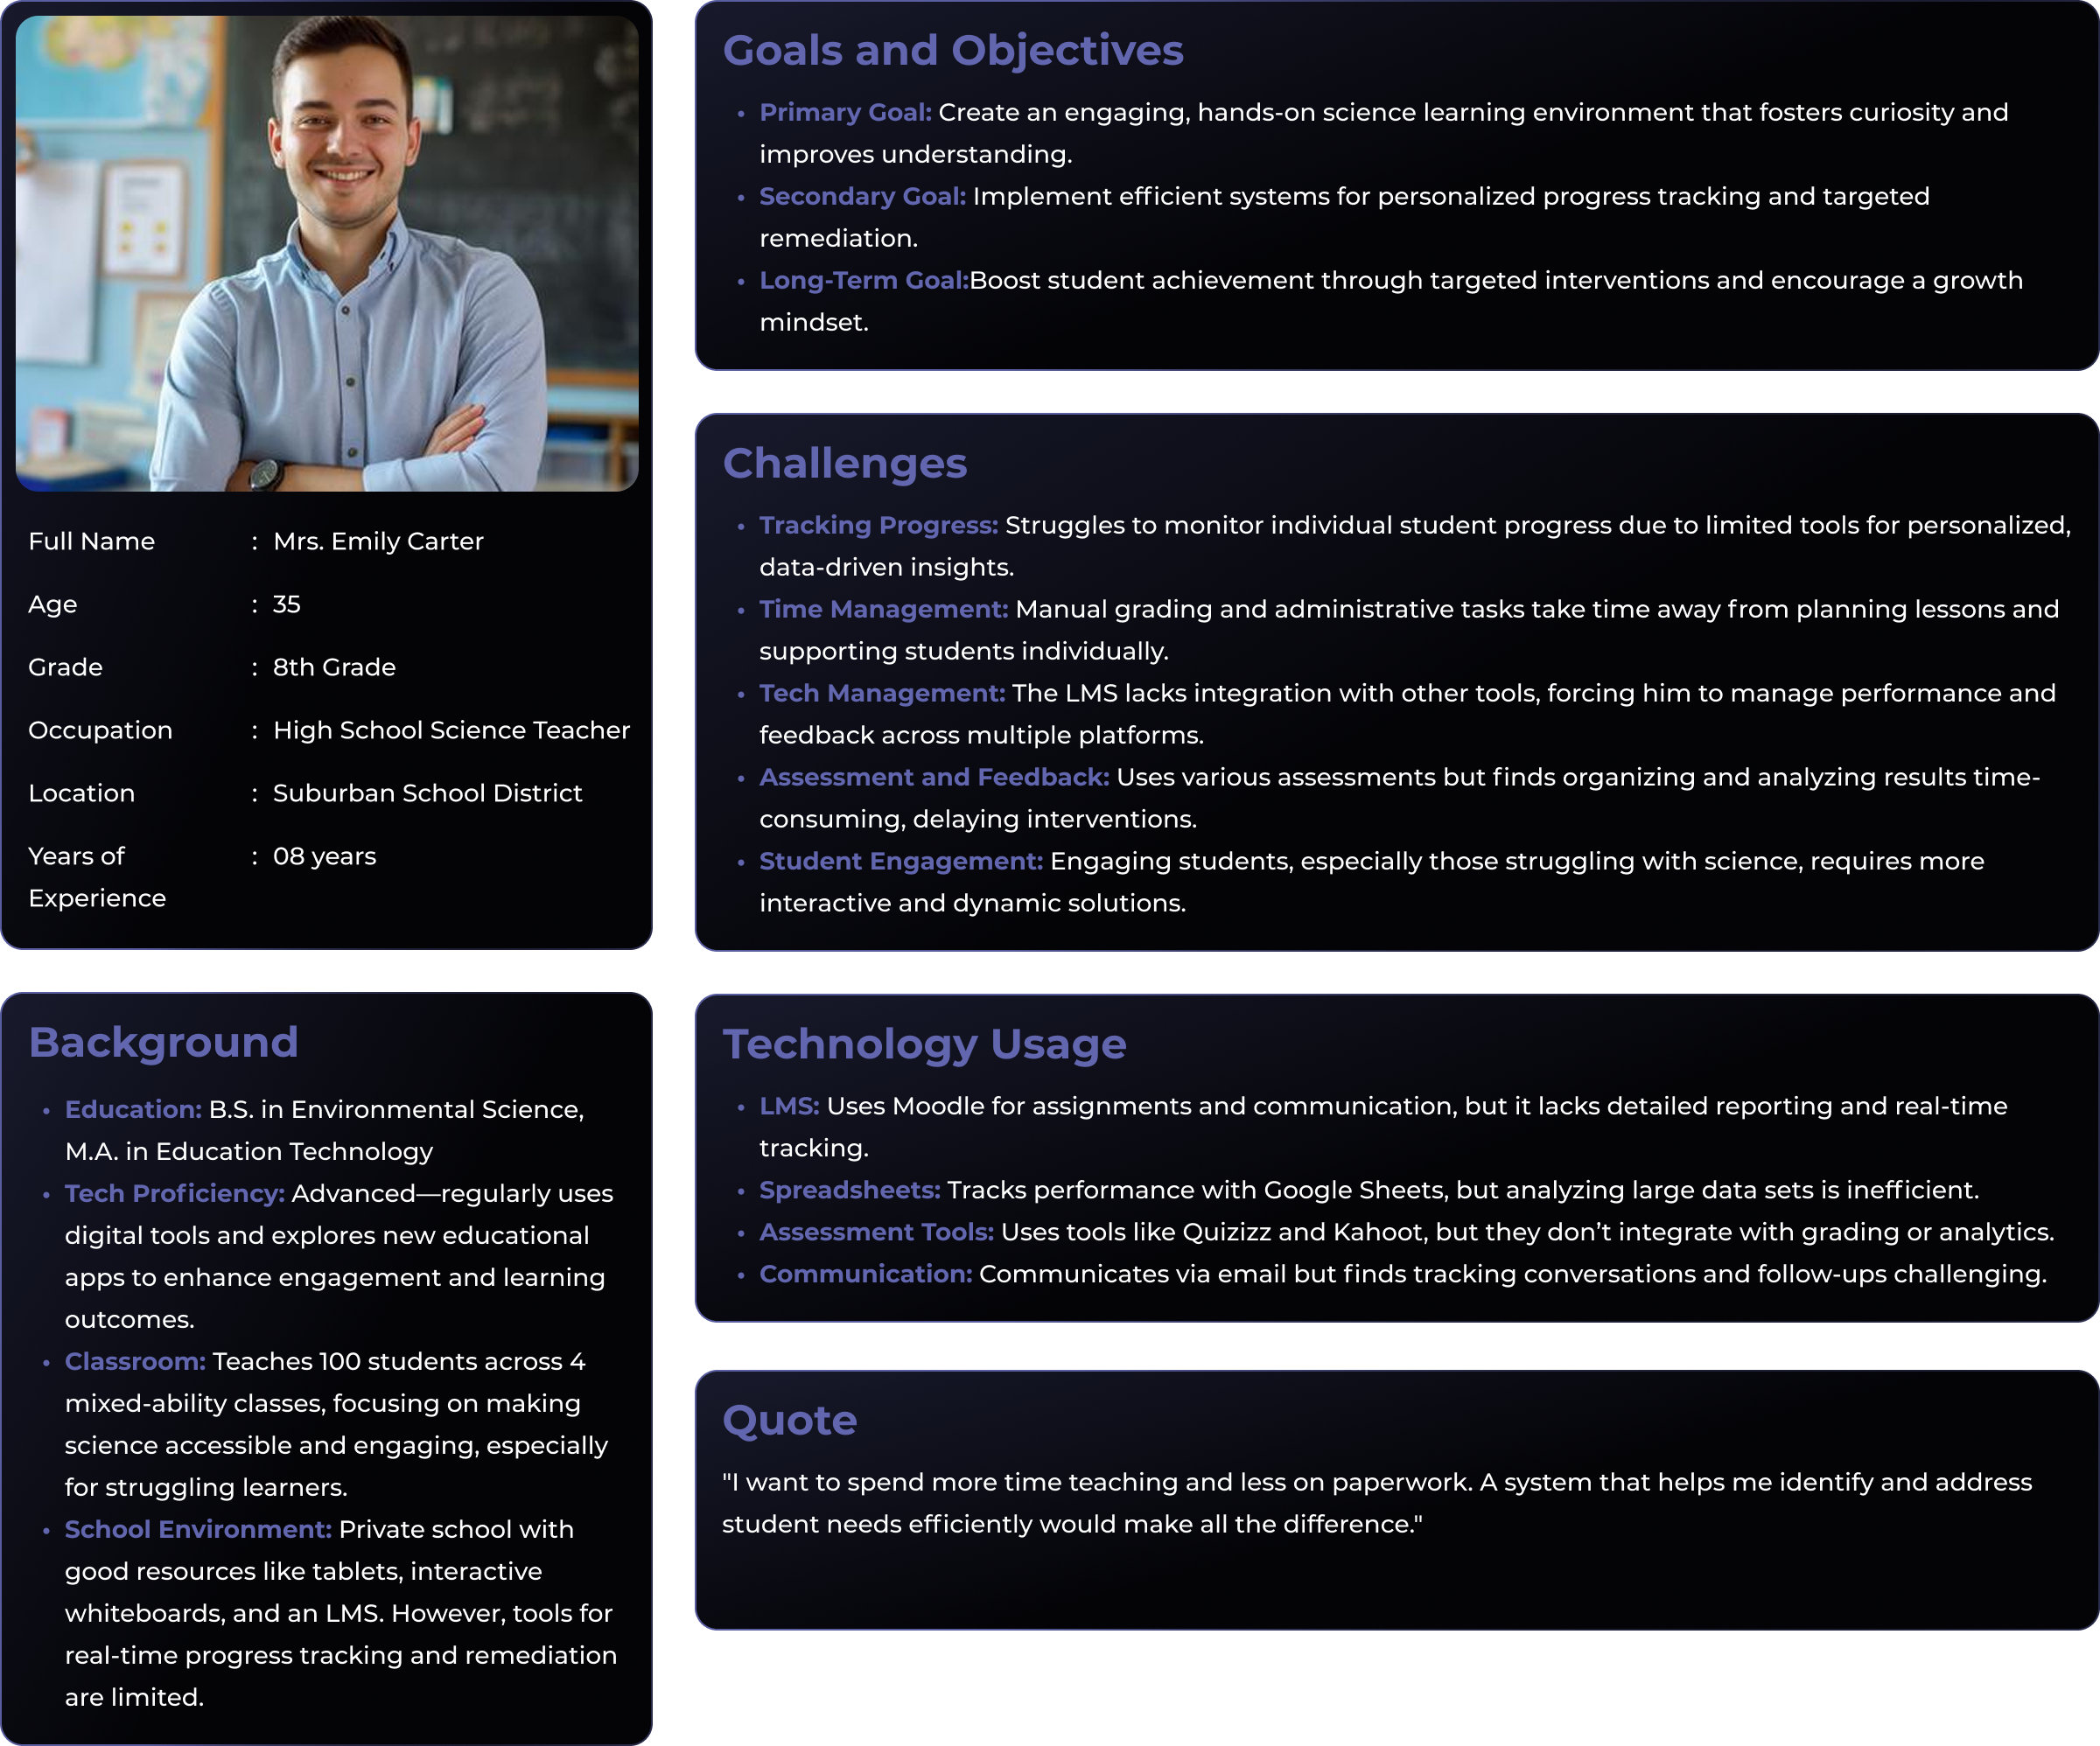 Full Name : Mrs. Emily Carter
Age : 35
Grade : 8th Grade
Occupation : High School Science Teacher
Location : Suburban School District
Years of : 08 years
Experience
Background
• Education: B.S. in Environmental Science,
M.A. in Education Technology
• Tech Proficiency: Advanced—regularly uses
digital tools and explores new educational
apps to enhance engagement and learning
outcomes.
• Classroom: Teaches 100 students across 4
mixed-ability classes, focusing on making
science accessible and engaging, especially
for struggling learners.
• School Environment: Private school with
good resources like tablets, interactive
whiteboards, and an LMS. However, tools for
real-time progress tracking and remediation
are limited.
Goals and Objectives
• Primary Goal: Create an engaging, hands-on science learning environment that fosters curiosity and
improves understanding.
• Secondary Goal: Implement efficient systems for personalized progress tracking and targeted
remediation.
• Long-Term Goal:Boost student achievement through targeted interventions and encourage a growth
mindset.
Challenges
• Tracking Progress: Struggles to monitor individual student progress due to limited tools for personalized,
data-driven insights.
• Time Management: Manual grading and administrative tasks take time away from planning lessons and
supporting students individually.
• Tech Management: The LMS lacks integration with other tools, forcing him to manage performance and
feedback across multiple platforms.
• Assessment and Feedback: Uses various assessments but finds organizing and analyzing results time-
consuming, delaying interventions.
• Student Engagement: Engaging students, especially those struggling with science, requires more
interactive and dynamic solutions.
Technology Usage
• LMS: Uses Moodle for assignments and communication, but it lacks detailed reporting and real-time
tracking.
• Spreadsheets: Tracks performance with Google Sheets, but analyzing large data sets is inefficient.
• Assessment Tools: Uses tools like Quizizz and Kahoot, but they don’t integrate with grading or analytics.
• Communication: Communicates via email but finds tracking conversations and follow-ups challenging.
Quote
"I want to spend more time teaching and less on paperwork. A system that helps me identify and address
student needs efficiently would make all the difference."